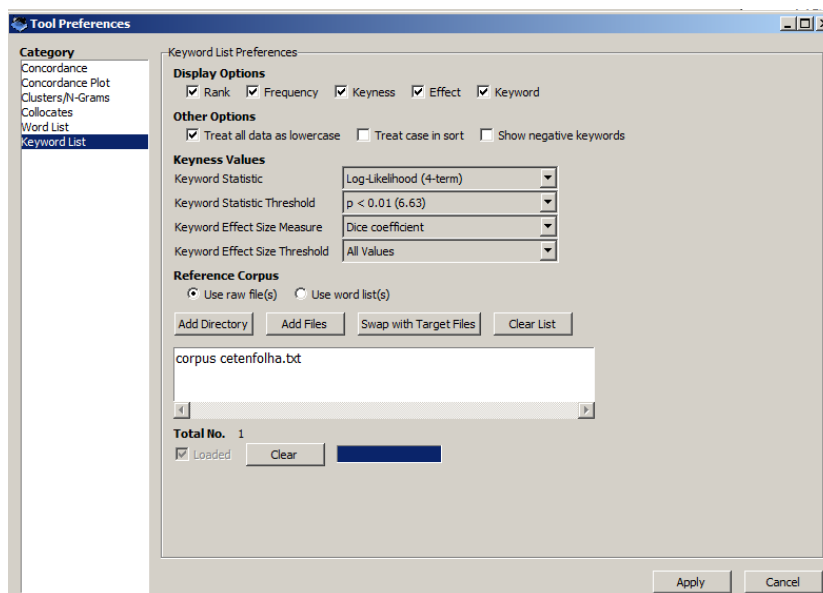 Tool Preferences
Category
Concordance
Concordance Plot
Clusters/N-Grams
Collocates
Word List
Keyword List
Keyword List Preferences
Display Options
Rank Frequency Keyness Effect Keyword
Other Options
Treat all data as lowercase Treat case in sort Show negative keywords
Keyness Values
Keyword Statistic Log-Likelihood (4-term)
Keyword Statistic Threshold p < 0.01 (6.63)
Keyword Effect Size Measure Dice coefficient
Keyword Effect Size Threshold All Values
Reference Corpus
Use raw file(s) Use word list(s)
Add Directory Add Files Swap with Target Files Clear List
corpus cetenfolha.txt
Total No. 1
Loaded Clear
Apply Cancel